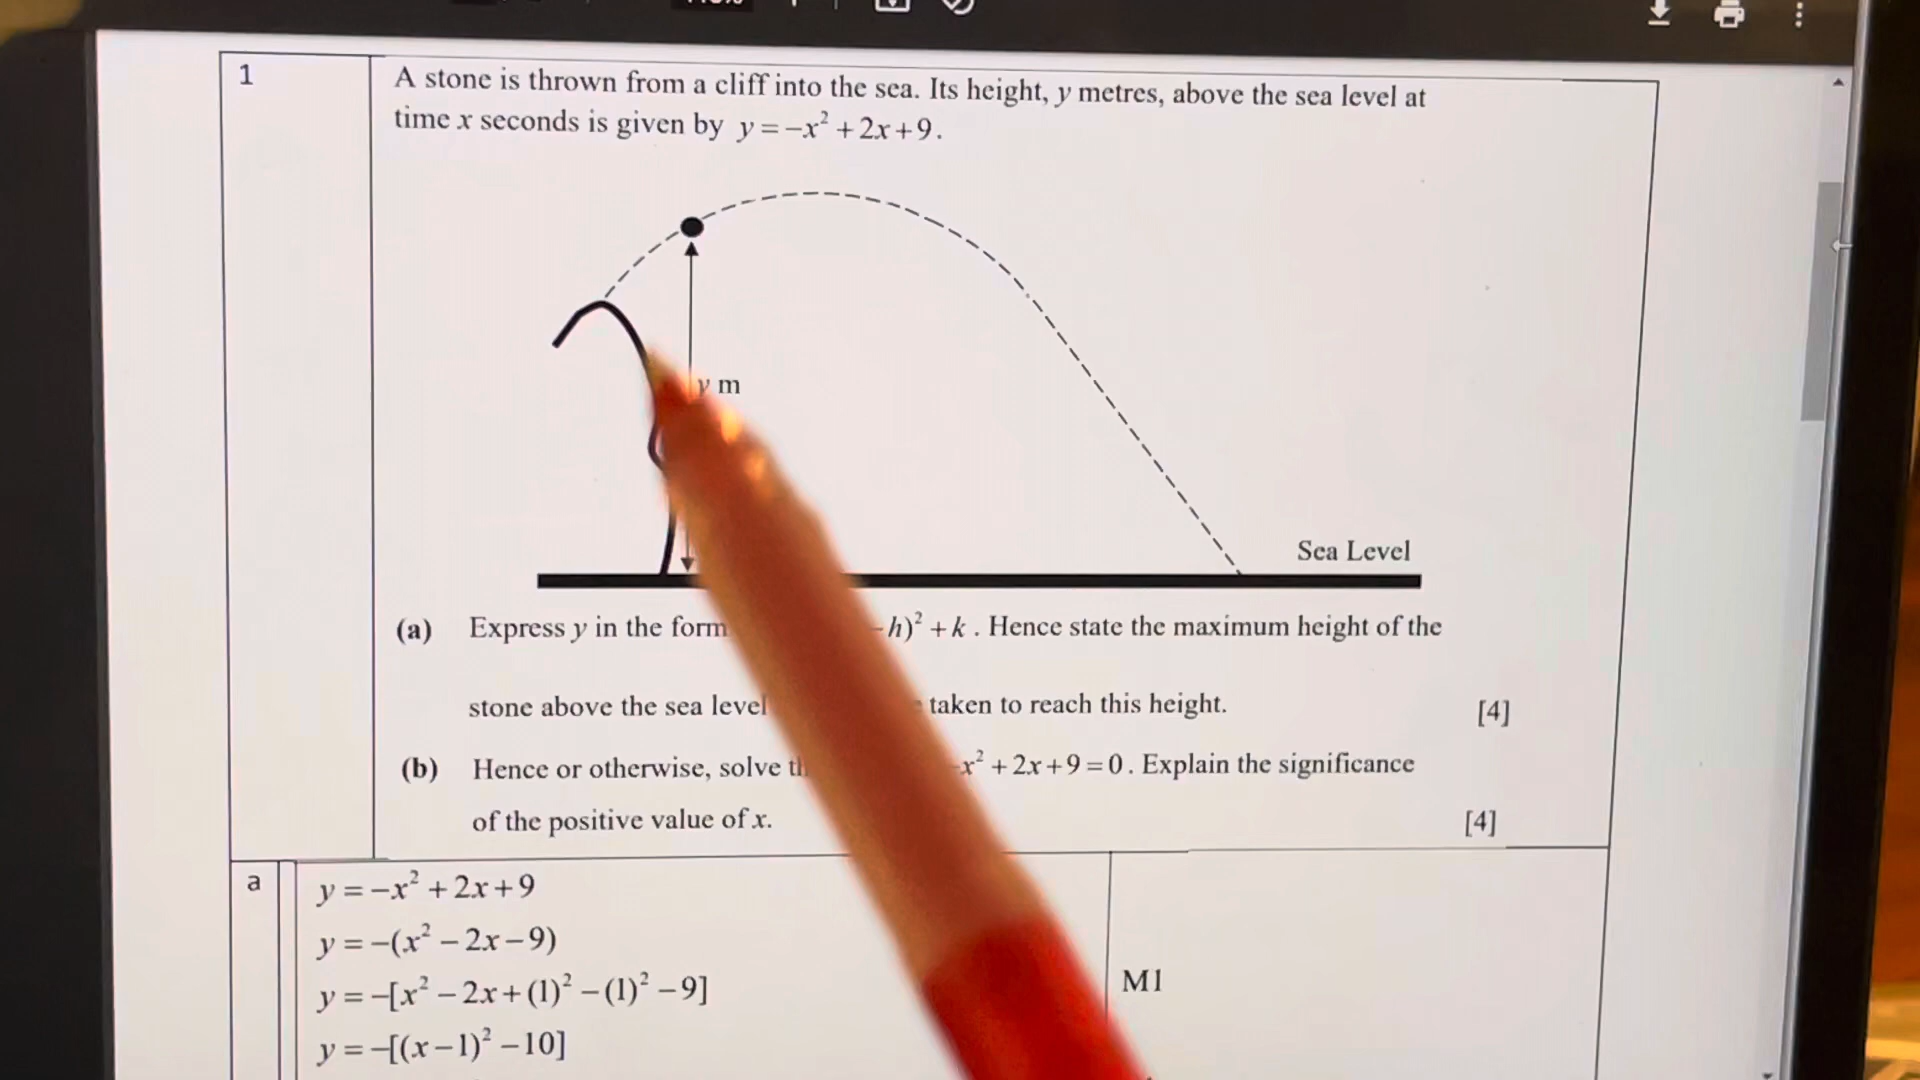 1
A stone is thrown from a cliff into the sea. Its height, y metres, above the sea level at
time x seconds is given by y = −x² + 2x + 9.
y m
Sea Level
(a) Express y in the form h)² + k . Hence state the maximum height of the
stone above the sea level taken to reach this height. [4]
(b) Hence or otherwise, solve x² + 2x + 9 = 0 . Explain the significance
of the positive value of x. [4]
a
y = −x² + 2x + 9
y = −(x² − 2x − 9)
y = −[x² − 2x + (1)² − (1)² − 9]
M1
y = −[(x − 1)² − 10]